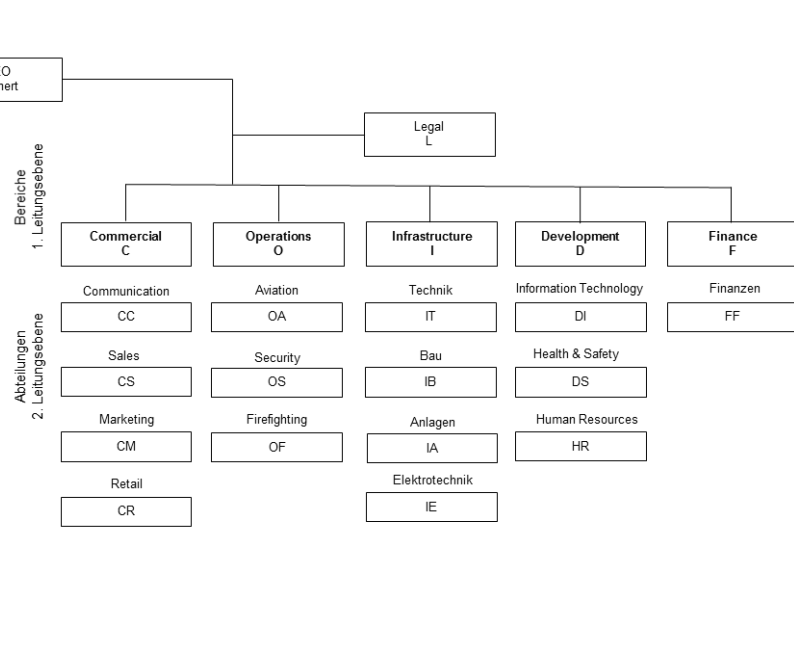 Legal
L
Bereiche
1. Leitungsebene
Commercial
C
Operations
O
Infrastructure
I
Development
D
Finance
F
Abteilungen
2. Leitungsebene
Communication
CC
Sales
CS
Marketing
CM
Retail
CR
Aviation
OA
Security
OS
Firefighting
OF
Technik
IT
Bau
IB
Anlagen
IA
Elektrotechnik
IE
Information Technology
DI
Health & Safety
DS
Human Resources
HR
Finanzen
FF